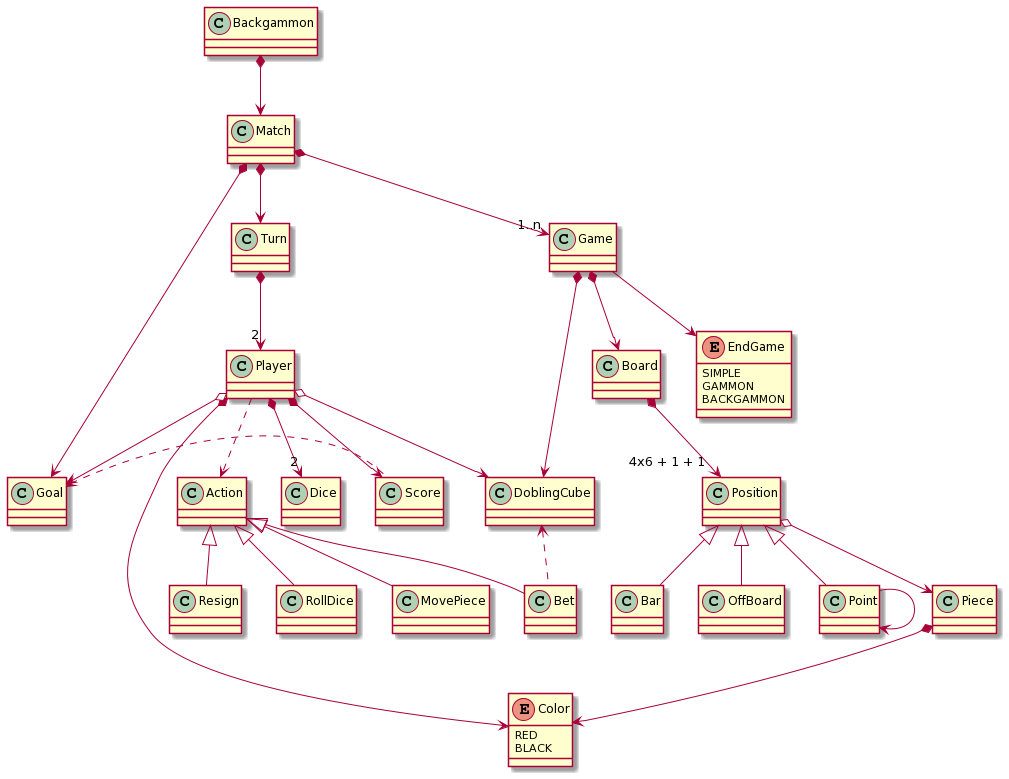 C Backgammon
C Match
1..n
C Turn
C Game
2
C Player
C Board
E EndGame
SIMPLE
GAMMON
BACKGAMMON
2
4x6 + 1 + 1
C Goal
C Action
C Dice
C Score
C DoblingCube
C Position
C Resign
C RollDice
C MovePiece
C Bet
C Bar
C OffBoard
C Point
C Piece
E Color
RED
BLACK